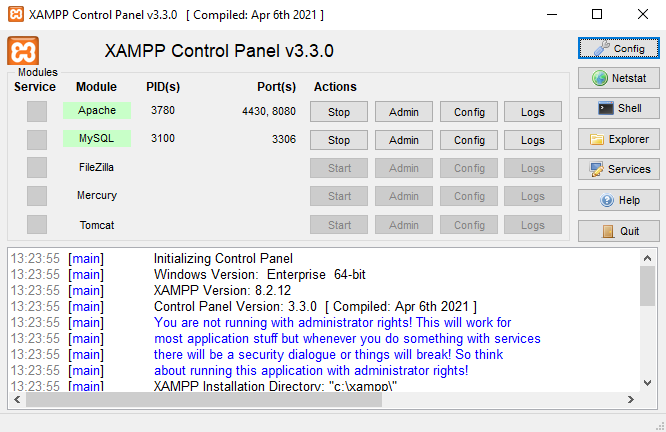 XAMPP Control Panel v3.3.0 [ Compiled: Apr 6th 2021 ]
XAMPP Control Panel v3.3.0
Config
Modules
Service Module PID(s) Port(s) Actions
Netstat
Apache 3780 4430, 8080 Stop Admin Config Logs
Shell
MySQL 3100 3306 Stop Admin Config Logs
Explorer
FileZilla Start Admin Config Logs
Services
Mercury Start Admin Config Logs
Help
Tomcat Start Admin Config Logs
Quit
13:23:55 [main] Initializing Control Panel
13:23:55 [main] Windows Version: Enterprise 64-bit
13:23:55 [main] XAMPP Version: 8.2.12
13:23:55 [main] Control Panel Version: 3.3.0 [ Compiled: Apr 6th 2021 ]
13:23:55 [main] You are not running with administrator rights! This will work for
13:23:55 [main] most application stuff but whenever you do something with services
13:23:55 [main] there will be a security dialogue or things will break! So think
13:23:55 [main] about running this application with administrator rights!
13:23:55 [main] XAMPP Installation Directory: "c:\xampp\"